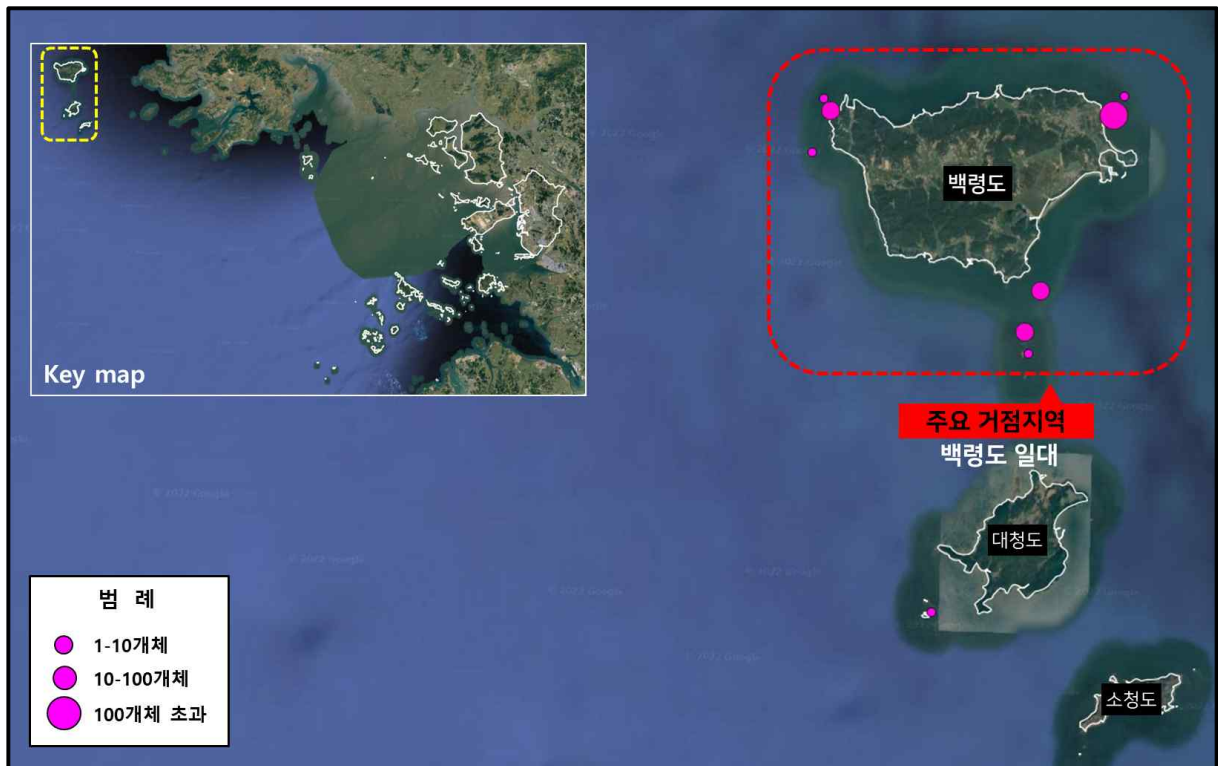 Key map
백령도
주요 거점지역
백령도 일대
대청도
소청도
범 례
1-10개체
10-100개체
100개체 초과